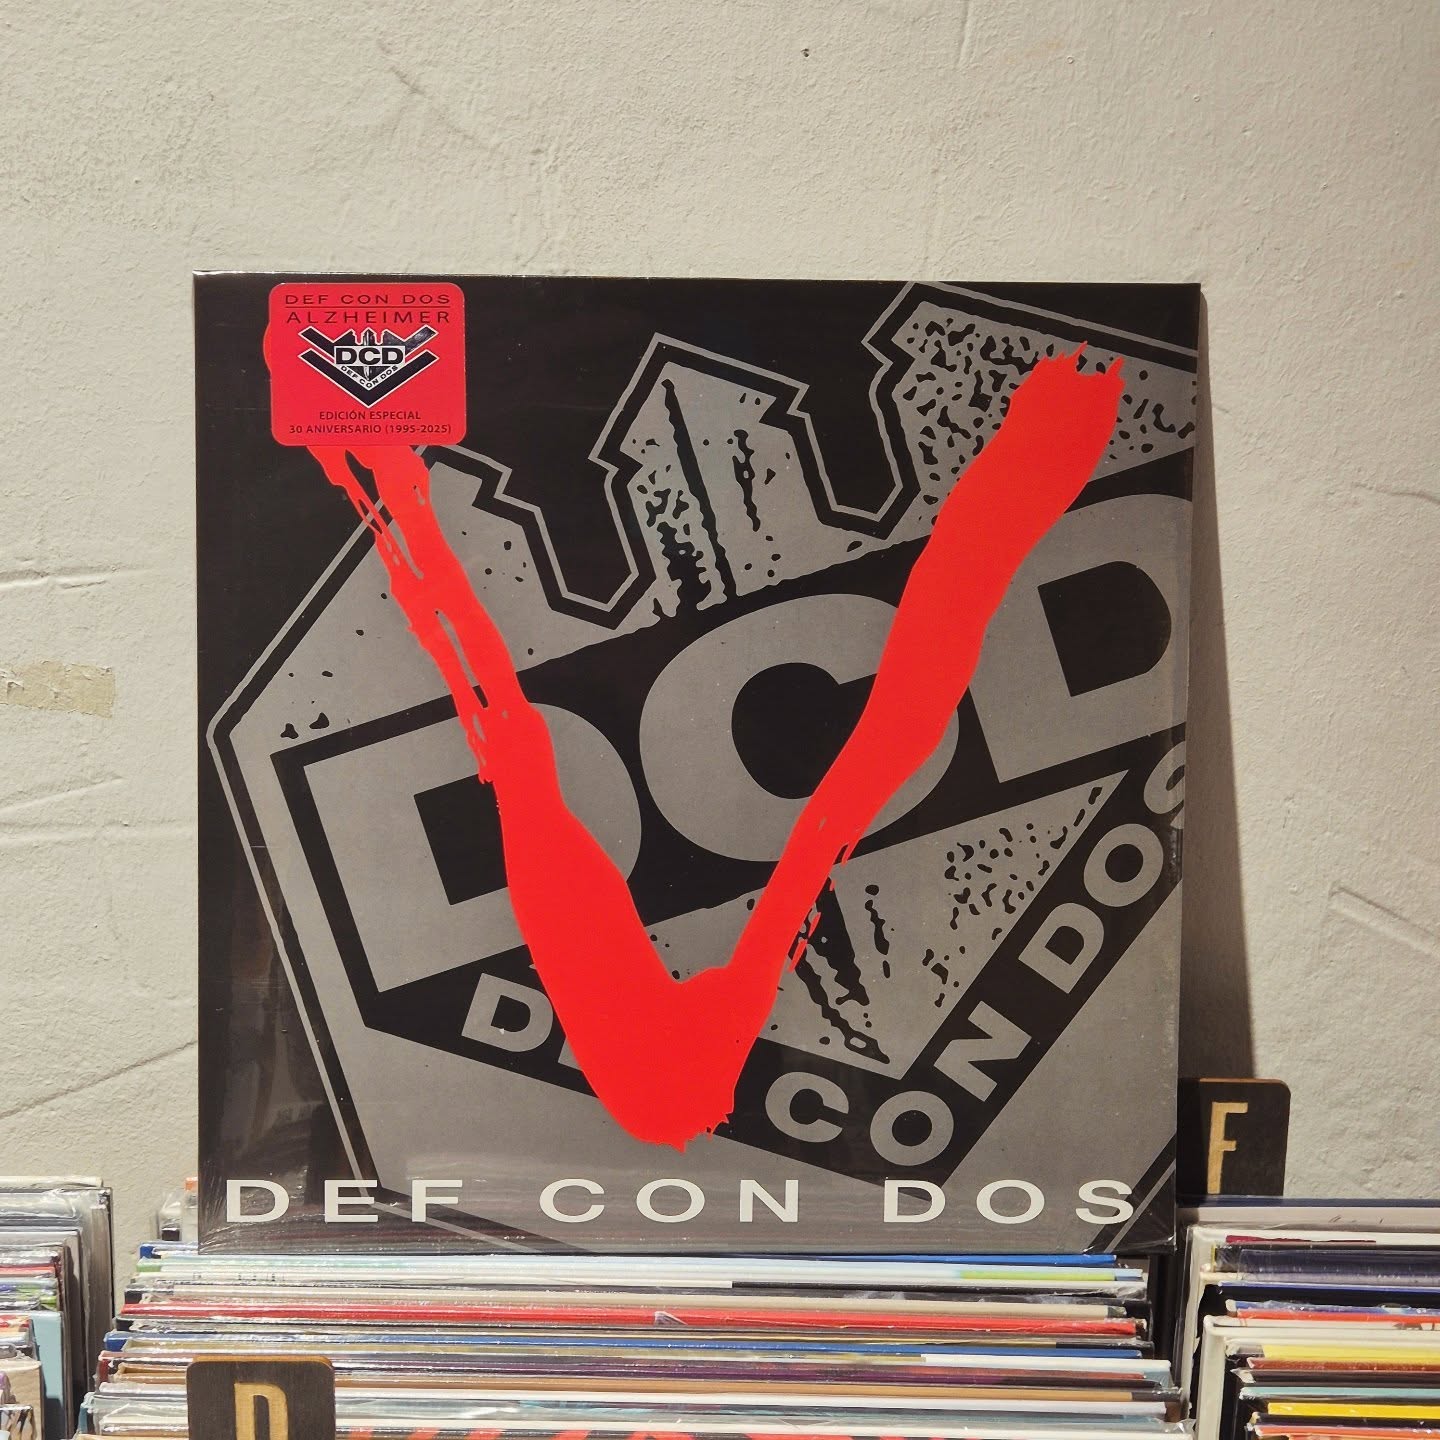 DEF CON DOS
ALZHEIMER
DCD
DEF CON DOS
EDICIÓN ESPECIAL
30 ANIVERSARIO (1995-2025)
DCD
CON DOS
DEF CON DOS
F
D